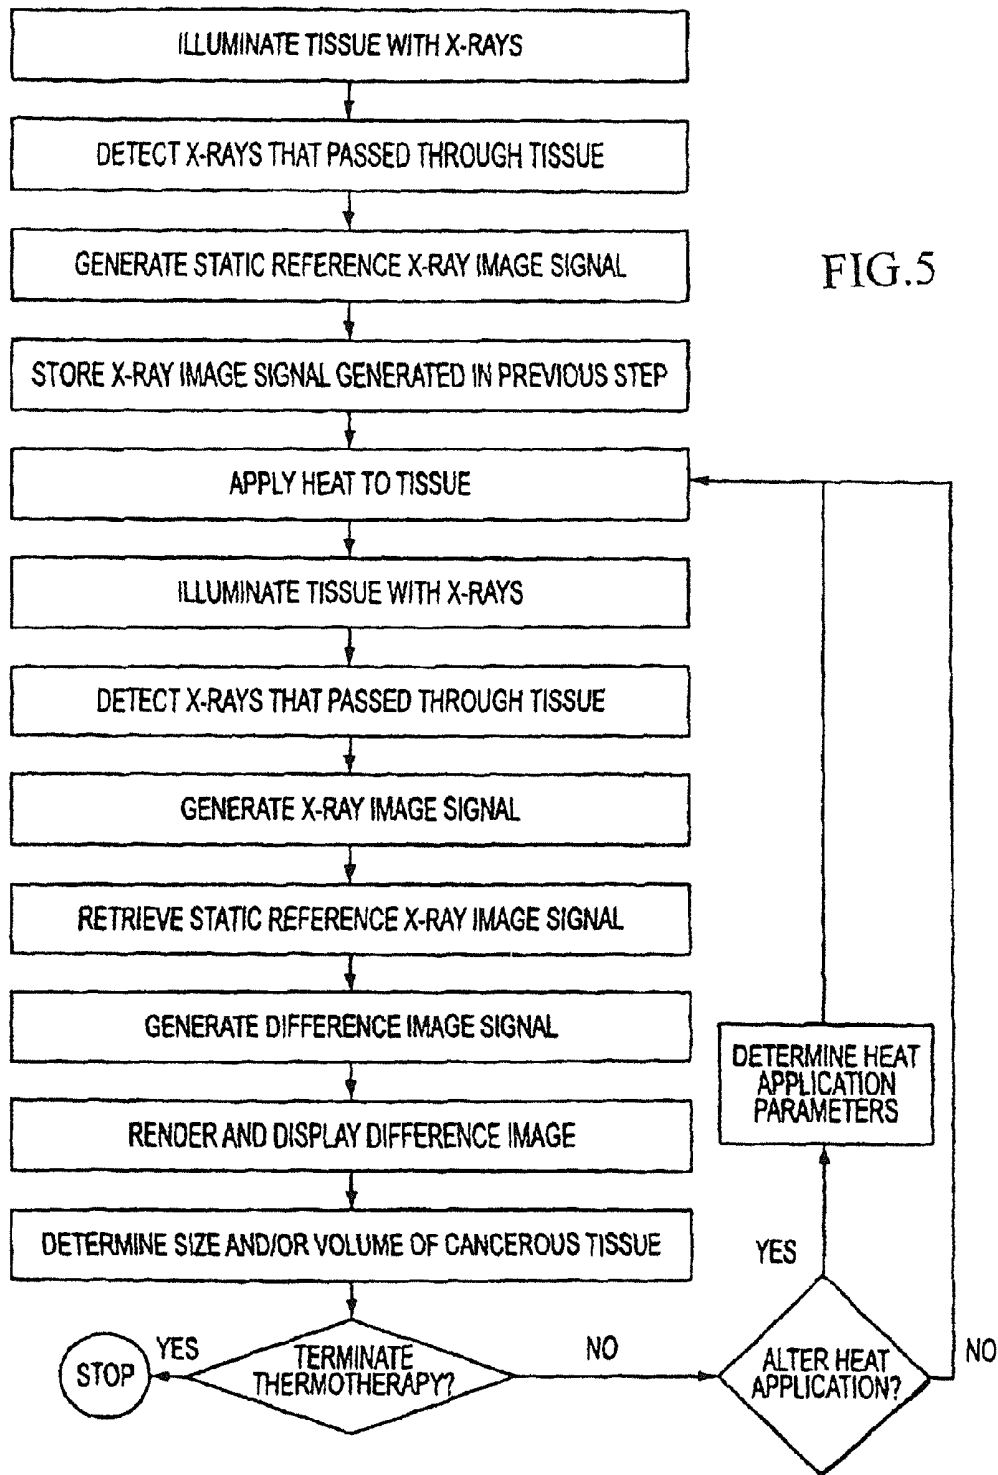 ILLUMINATE TISSUE WITH X-RAYS
DETECT X-RAYS THAT PASSED THROUGH TISSUE
GENERATE STATIC REFERENCE X-RAY IMAGE SIGNAL
FIG.5
STORE X-RAY IMAGE SIGNAL GENERATED IN PREVIOUS STEP
APPLY HEAT TO TISSUE
ILLUMINATE TISSUE WITH X-RAYS
DETECT X-RAYS THAT PASSED THROUGH TISSUE
GENERATE X-RAY IMAGE SIGNAL
RETRIEVE STATIC REFERENCE X-RAY IMAGE SIGNAL
GENERATE DIFFERENCE IMAGE SIGNAL
RENDER AND DISPLAY DIFFERENCE IMAGE
DETERMINE SIZE AND/OR VOLUME OF CANCEROUS TISSUE
TERMINATE
THERMOTHERAPY?
YES
STOP
NO
ALTER HEAT
APPLICATION?
YES
DETERMINE HEAT
APPLICATION
PARAMETERS
NO